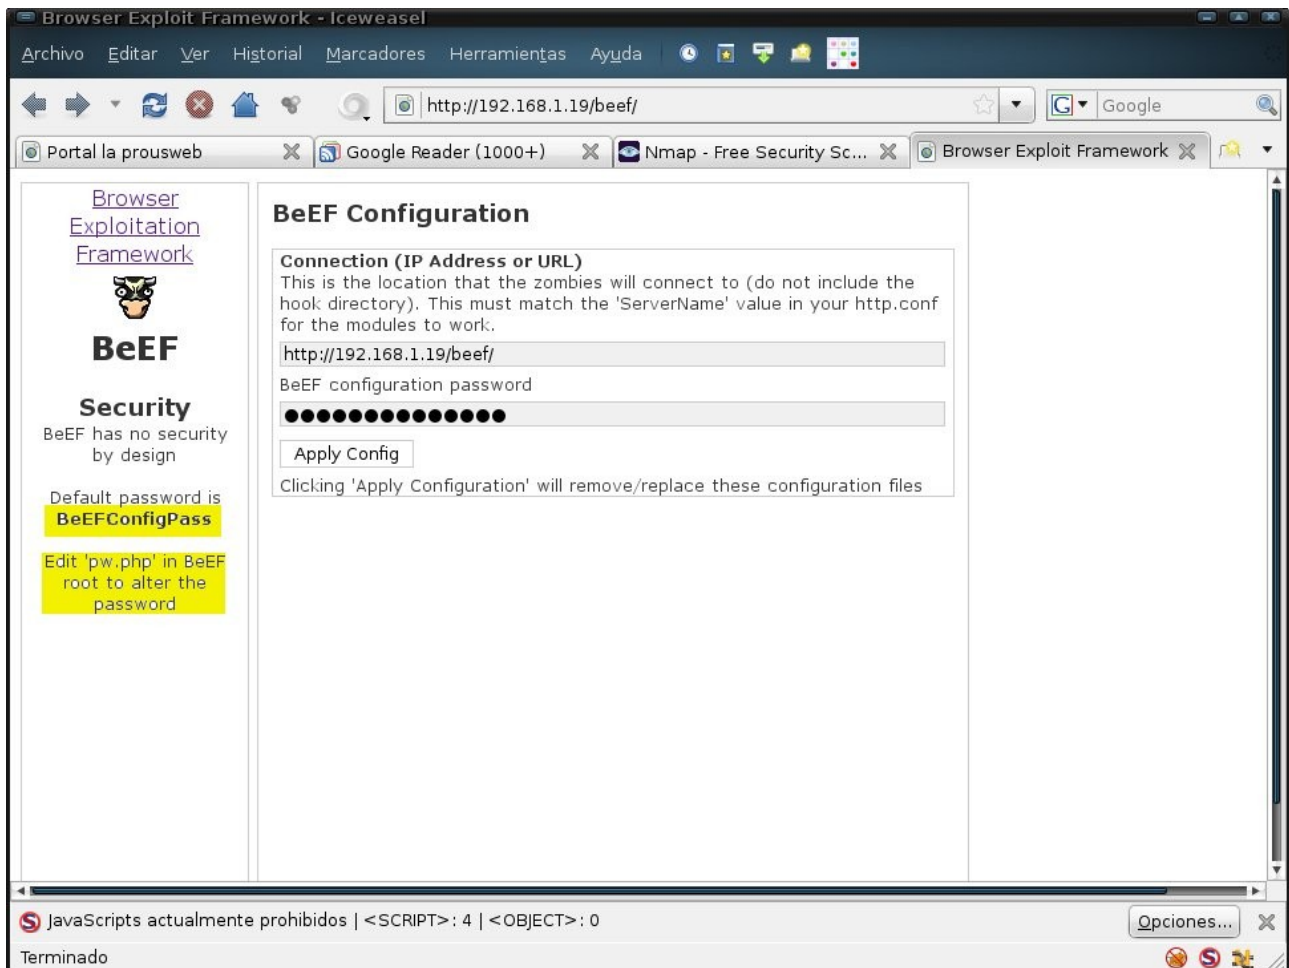 Browser Exploit Framework - Iceweasel
Archivo Editar Ver Historial Marcadores Herramientas Ayuda
http://192.168.1.19/beef/
G Google
Portal la prousweb
Google Reader (1000+)
Nmap - Free Security Sc...
Browser Exploit Framework
Browser
Exploitation
Framework
BeEF
Security
BeEF has no security
by design
Default password is
BeEFConfigPass
Edit 'pw.php' in BeEF
root to alter the
password
BeEF Configuration
Connection (IP Address or URL)
This is the location that the zombies will connect to (do not include the
hook directory). This must match the 'ServerName' value in your http.conf
for the modules to work.
http://192.168.1.19/beef/
BeEF configuration password
●●●●●●●●●●●●●●
Apply Config
Clicking 'Apply Configuration' will remove/replace these configuration files
JavaScripts actualmente prohibidos | <SCRIPT>: 4 | <OBJECT>: 0
Opciones...
Terminado